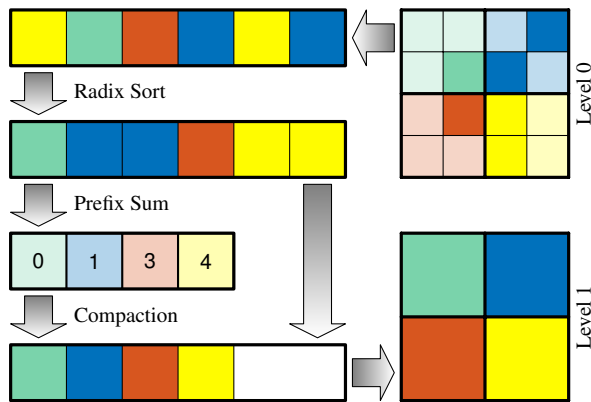 Radix Sort
Level 0
Prefix Sum
0 1 3 4
Compaction
Level 1